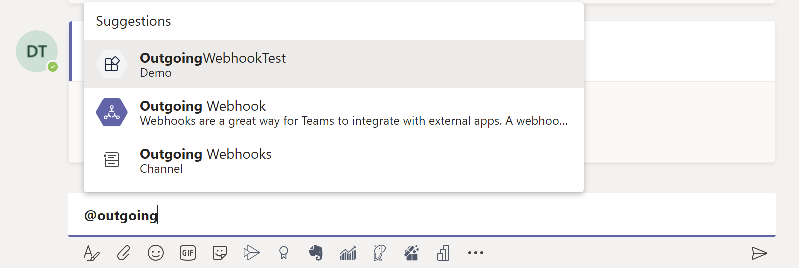 Suggestions
DT
OutgoingWebhookTest
Demo
Outgoing Webhook
Webhooks are a great way for Teams to integrate with external apps. A webhoo...
Outgoing Webhooks
Channel
@outgoing
GIF